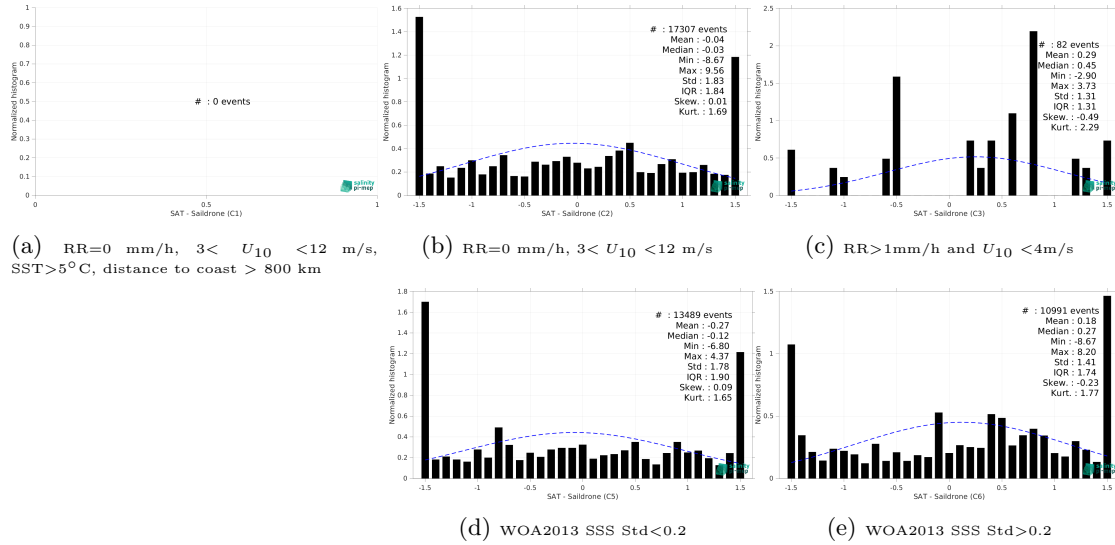 1
0.9
0.8
0.7
0.6
0.5
0.4
0.3
0.2
0.1
0
Normalized histogram
# : 0 events
salinity
pi-mep
0 0.5 1
SAT - Saildrone (C1)
(a) RR=0 mm/h, 3< U10 <12 m/s,
SST>5°C, distance to coast > 800 km
1.6
1.4
1.2
1
0.8
0.6
0.4
0.2
0
Normalized histogram
# : 17307 events
Mean : -0.04
Median : -0.03
Min : -8.67
Max : 9.56
Std : 1.83
IQR : 1.84
Skew. : 0.01
Kurt. : 1.69
salinity
pi-mep
-1.5 -1 -0.5 0 0.5 1 1.5
SAT - Saildrone (C2)
(b) RR=0 mm/h, 3< U10 <12 m/s
2.5
2
1.5
1
0.5
0
Normalized histogram
# : 82 events
Mean : 0.29
Median : 0.45
Min : -2.90
Max : 3.73
Std : 1.31
IQR : 1.31
Skew. : -0.49
Kurt. : 2.29
salinity
pi-mep
-1.5 -1 -0.5 0 0.5 1 1.5
SAT - Saildrone (C3)
(c) RR>1mm/h and U10 <4m/s
1.8
1.6
1.4
1.2
1
0.8
0.6
0.4
0.2
0
Normalized histogram
# : 13489 events
Mean : -0.27
Median : -0.12
Min : -6.80
Max : 4.37
Std : 1.78
IQR : 1.90
Skew. : 0.09
Kurt. : 1.65
salinity
pi-mep
-1.5 -1 -0.5 0 0.5 1 1.5
SAT - Saildrone (C5)
(d) WOA2013 SSS Std<0.2
1.5
1
0.5
0
Normalized histogram
# : 10991 events
Mean : 0.18
Median : 0.27
Min : -8.67
Max : 8.20
Std : 1.41
IQR : 1.74
Skew. : -0.23
Kurt. : 1.77
salinity
pi-mep
-1.5 -1 -0.5 0 0.5 1 1.5
SAT - Saildrone (C6)
(e) WOA2013 SSS Std>0.2